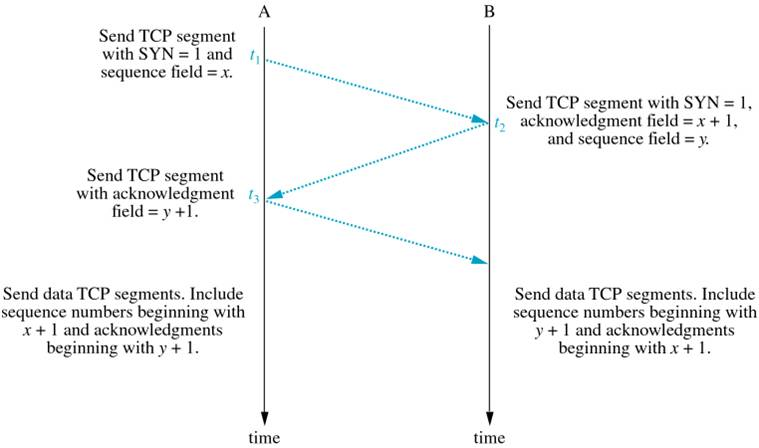 A
B
Send TCP segment
with SYN = 1 and
sequence field = x.
t1
Send TCP segment with SYN = 1,
acknowledgment field = x + 1,
and sequence field = y.
t2
Send TCP segment
with acknowledgment
field = y +1.
t3
Send data TCP segments. Include
sequence numbers beginning with
x + 1 and acknowledgments
beginning with y + 1.
Send data TCP segments. Include
sequence numbers beginning with
y + 1 and acknowledgments
beginning with x + 1.
time
time